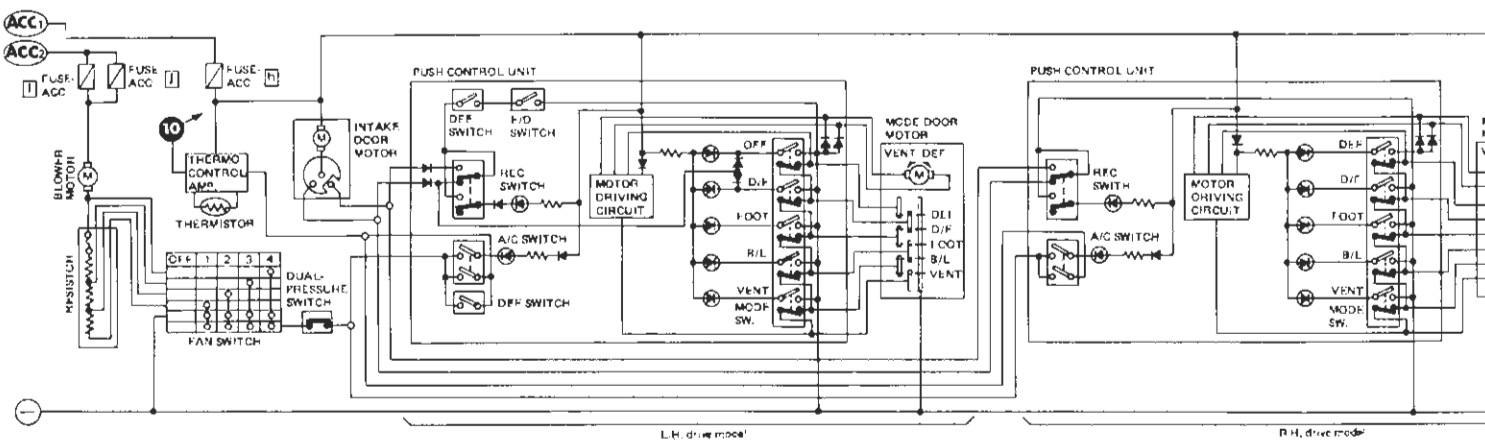 ACC1
ACC2
FUSE-
ACC
FUSE
ACC
FUSE-
ACC
h
10
BLOWER
MOTOR
M
THERMO
CONTROL
AMP.
THERMISTOR
RESISTOR
OFF 1 2 3 4
FAN SWITCH
DUAL-
PRESSURE
SWITCH
M
INTAKE
DOOR
MOTOR
PUSH CONTROL UNIT
DEF
SWITCH
F/D
SWITCH
REC
SWITCH
A/C SWITCH
DEF SWITCH
MOTOR
DRIVING
CIRCUIT
OFF
D/F
FOOT
B/L
VENT
MODE
SW.
MODE DOOR
MOTOR
VENT DEF
M
DEF
D/F
FOOT
B/L
VENT
L.H. drive model
PUSH CONTROL UNIT
REC
SWITH
A/C SWITCH
MOTOR
DRIVING
CIRCUIT
DEF
D/F
FOOT
B/L
VENT
MODE
SW.
R.H. drive model